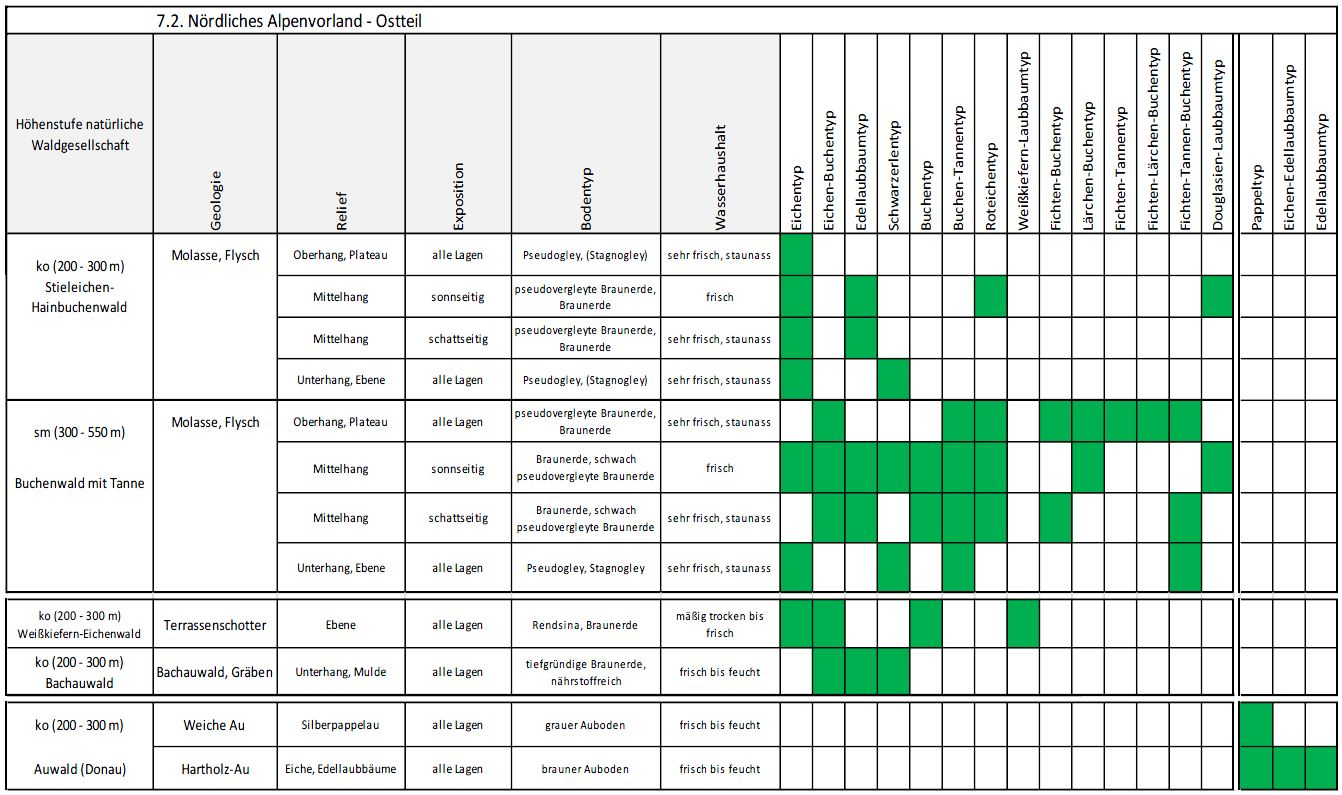 7.2. Nördliches Alpenvorland - Ostteil
Höhenstufe natürliche
Waldgesellschaft
Geologie
Relief
Exposition
Bodentyp
Wasserhaushalt
Eichentyp
Eichen-Buchentyp
Edellaubbaumtyp
Schwarzerlentyp
Buchentyp
Buchen-Tannentyp
Roteichentyp
Weißkiefern-Laubbaumtyp
Fichten-Buchentyp
Lärchen-Buchentyp
Fichten-Tannentyp
Fichten-Lärchen-Buchentyp
Fichten-Tannen-Buchentyp
Douglasien-Laubbaumtyp
Pappeltyp
Eichen-Edellaubbaumtyp
Edellaubbaumtyp
ko (200 - 300 m)
Stieleichen-
Hainbuchenwald
Molasse, Flysch
Oberhang, Plateau
alle Lagen
Pseudogley, (Stagnogley)
sehr frisch, staunass
Mittelhang
sonnseitig
pseudovergleyte Braunerde,
Braunerde
frisch
Mittelhang
schattseitig
pseudovergleyte Braunerde,
Braunerde
sehr frisch, staunass
Unterhang, Ebene
alle Lagen
Pseudogley, (Stagnogley)
sehr frisch, staunass
sm (300 - 550 m)
Buchenwald mit Tanne
Molasse, Flysch
Oberhang, Plateau
alle Lagen
pseudovergleyte Braunerde,
Braunerde
sehr frisch, staunass
Mittelhang
sonnseitig
Braunerde, schwach
pseudovergleyte Braunerde
frisch
Mittelhang
schattseitig
Braunerde, schwach
pseudovergleyte Braunerde
sehr frisch, staunass
Unterhang, Ebene
alle Lagen
Pseudogley, Stagnogley
sehr frisch, staunass
ko (200 - 300 m)
Weißkiefern-Eichenwald
Terrassenschotter
Ebene
alle Lagen
Rendsina, Braunerde
mäßig trocken bis
frisch
ko (200 - 300 m)
Bachauwald
Bachauwald, Gräben
Unterhang, Mulde
alle Lagen
tiefgründige Braunerde,
nährstoffreich
frisch bis feucht
ko (200 - 300 m)
Auwald (Donau)
Weiche Au
Silberpappelau
alle Lagen
grauer Auboden
frisch bis feucht
Hartholz-Au
Eiche, Edellaubbäume
alle Lagen
brauner Auboden
frisch bis feucht